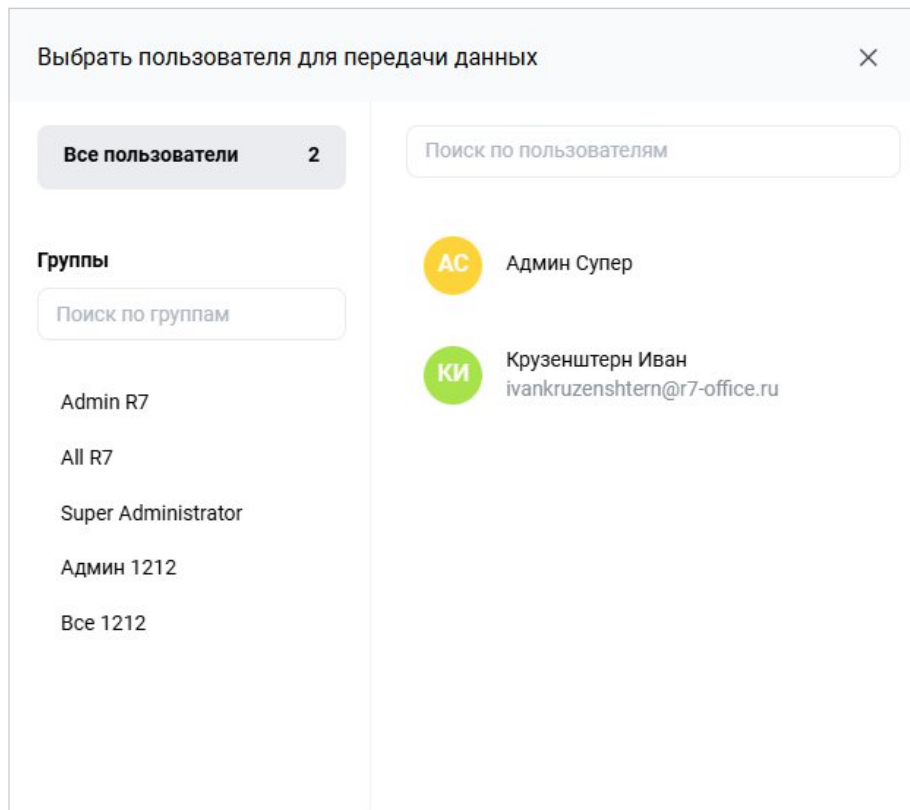 Выбрать пользователя для передачи данных
Все пользователи 2
Группы
Поиск по группам
Admin R7
All R7
Super Administrator
Админ 1212
Все 1212
Поиск по пользователям
АС
Админ Супер
КИ
Крузенштерн Иван
ivankruzenshtern@r7-office.ru